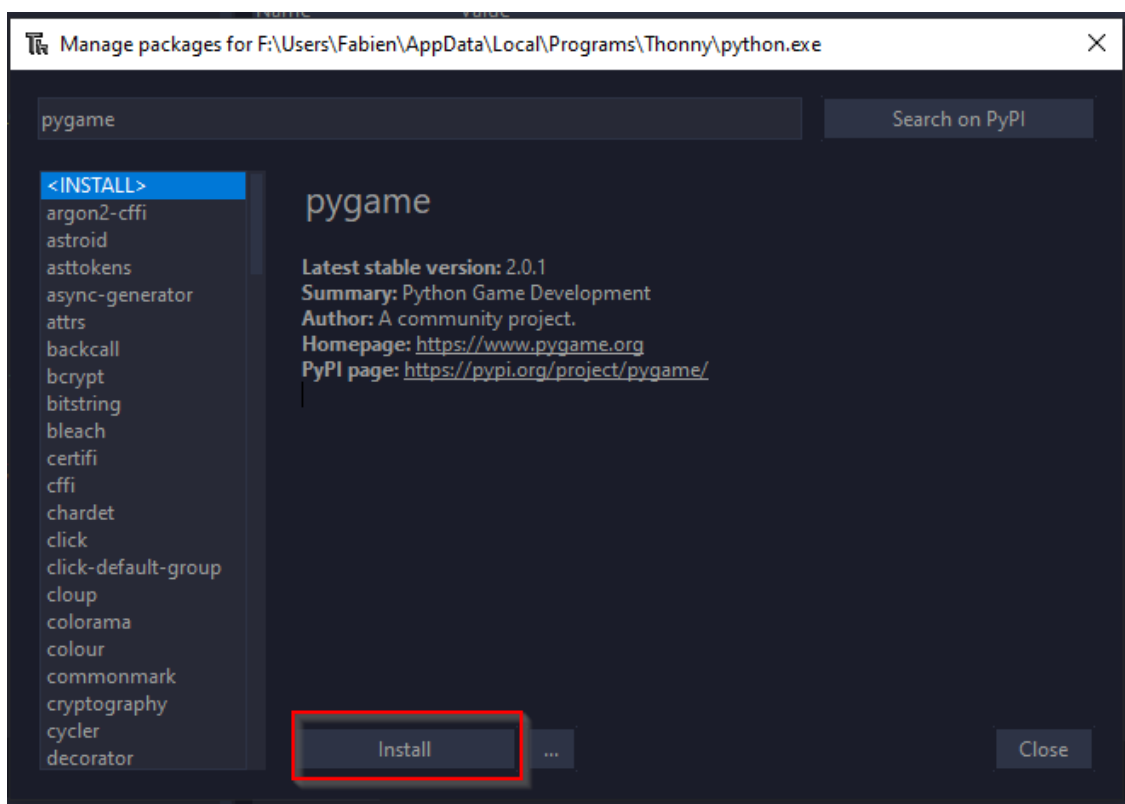 Name Value
Manage packages for F:\Users\Fabien\AppData\Local\Programs\Thonny\python.exe
pygame
Search on PyPI
<INSTALL>
argon2-cffi
astroid
asttokens
async-generator
attrs
backcall
bcrypt
bitstring
bleach
certifi
cffi
chardet
click
click-default-group
cloup
colorama
colour
commonmark
cryptography
cycler
decorator
pygame
Latest stable version: 2.0.1
Summary: Python Game Development
Author: A community project.
Homepage: https://www.pygame.org
PyPI page: https://pypi.org/project/pygame/
Install
...
Close